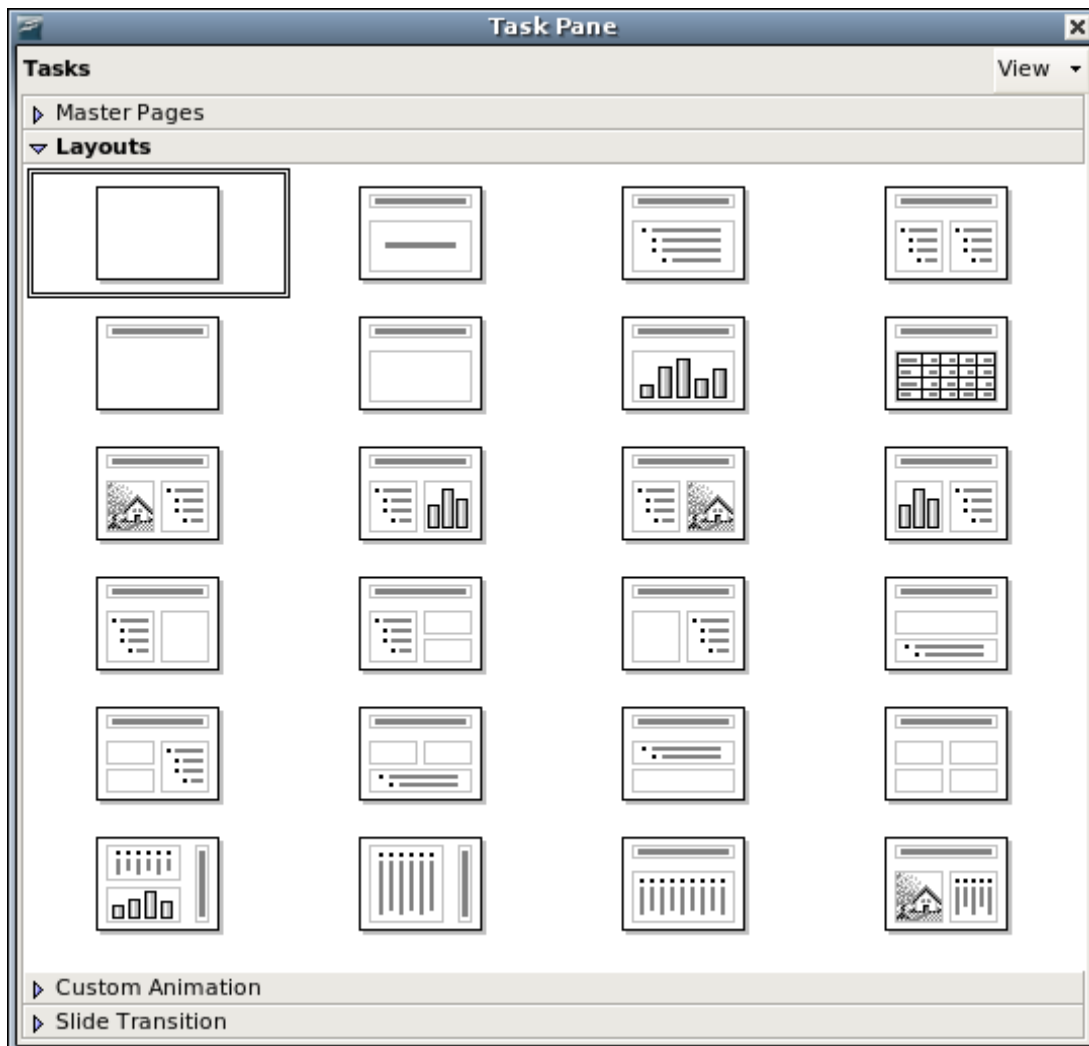 Task Pane
Tasks View
Master Pages
Layouts
Custom Animation
Slide Transition